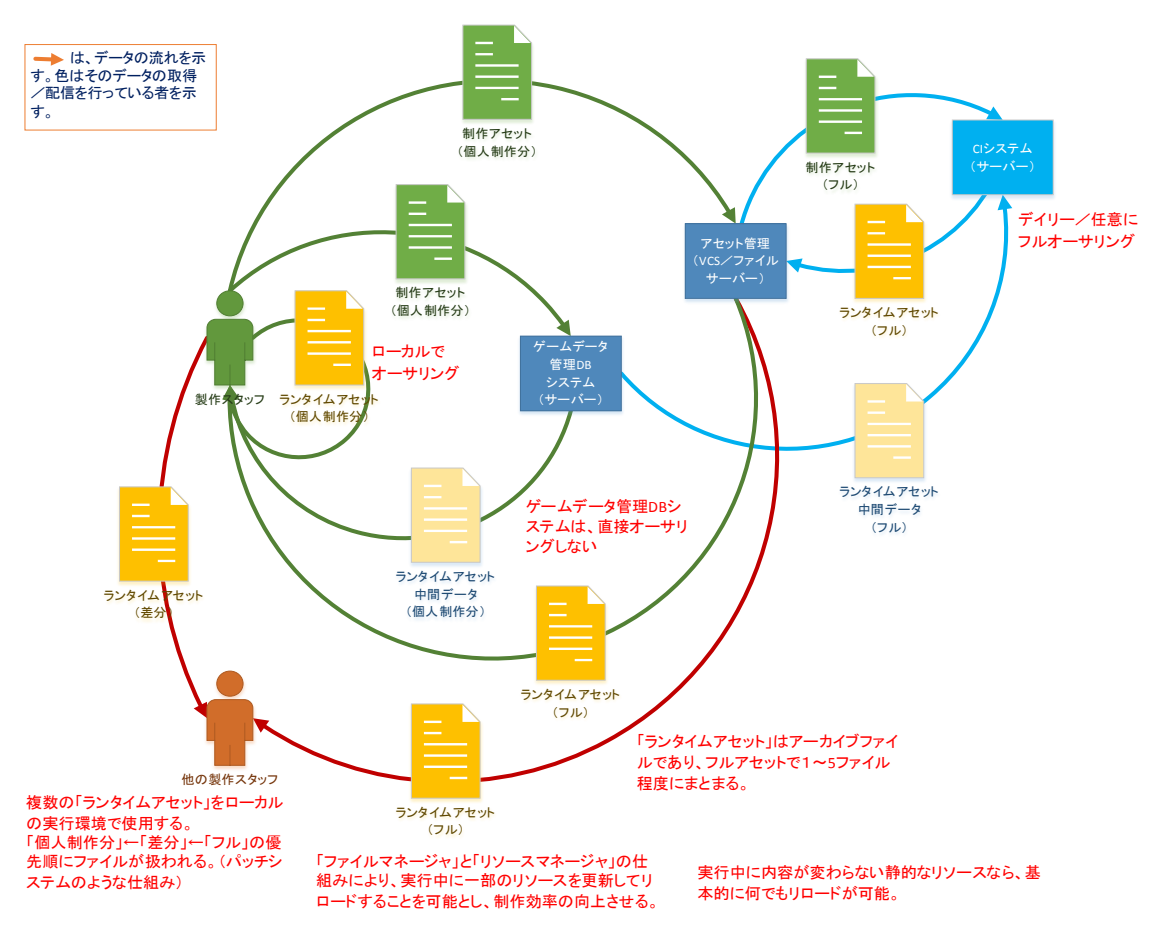 は、データの流れを示
す。色はそのデータの取得
／配信を行っている者を示
す。
制作アセット
（個人制作分）
制作アセット
（フル）
CIシステム
（サーバー）
デイリー／任意に
フルオーサリング
アセット管理
（VCS／ファイル
サーバー）
制作アセット
（個人制作分）
ランタイムアセット
（フル）
ローカルで
オーサリング
ゲームデータ
管理DB
システム
（サーバー）
製作スタッフ
ランタイムアセット
（個人制作分）
ランタイムアセット
中間データ
（フル）
ゲームデータ管理DBシ
ステムは、直接オーサリ
ングしない
ランタイムアセット
中間データ
（個人制作分）
ランタイムアセット
（差分）
ランタイムアセット
（フル）
他の製作スタッフ
「ランタイムアセット」はアーカイブファイ
ルであり、フルアセットで１～5ファイル
程度にまとまる。
複数の「ランタイムアセット」をローカル
の実行環境で使用する。
「個人制作分」←「差分」←「フル」の優
先順にファイルが扱われる。（パッチシ
ステムのような仕組み）
ランタイムアセット
（フル）
「ファイルマネージャ」と「リソースマネージャ」の仕
組みにより、実行中に一部のリソースを更新してリ
ロードすることを可能とし、制作効率の向上させる。
実行中に内容が変わらない静的なリソースなら、基
本的に何でもリロードが可能。